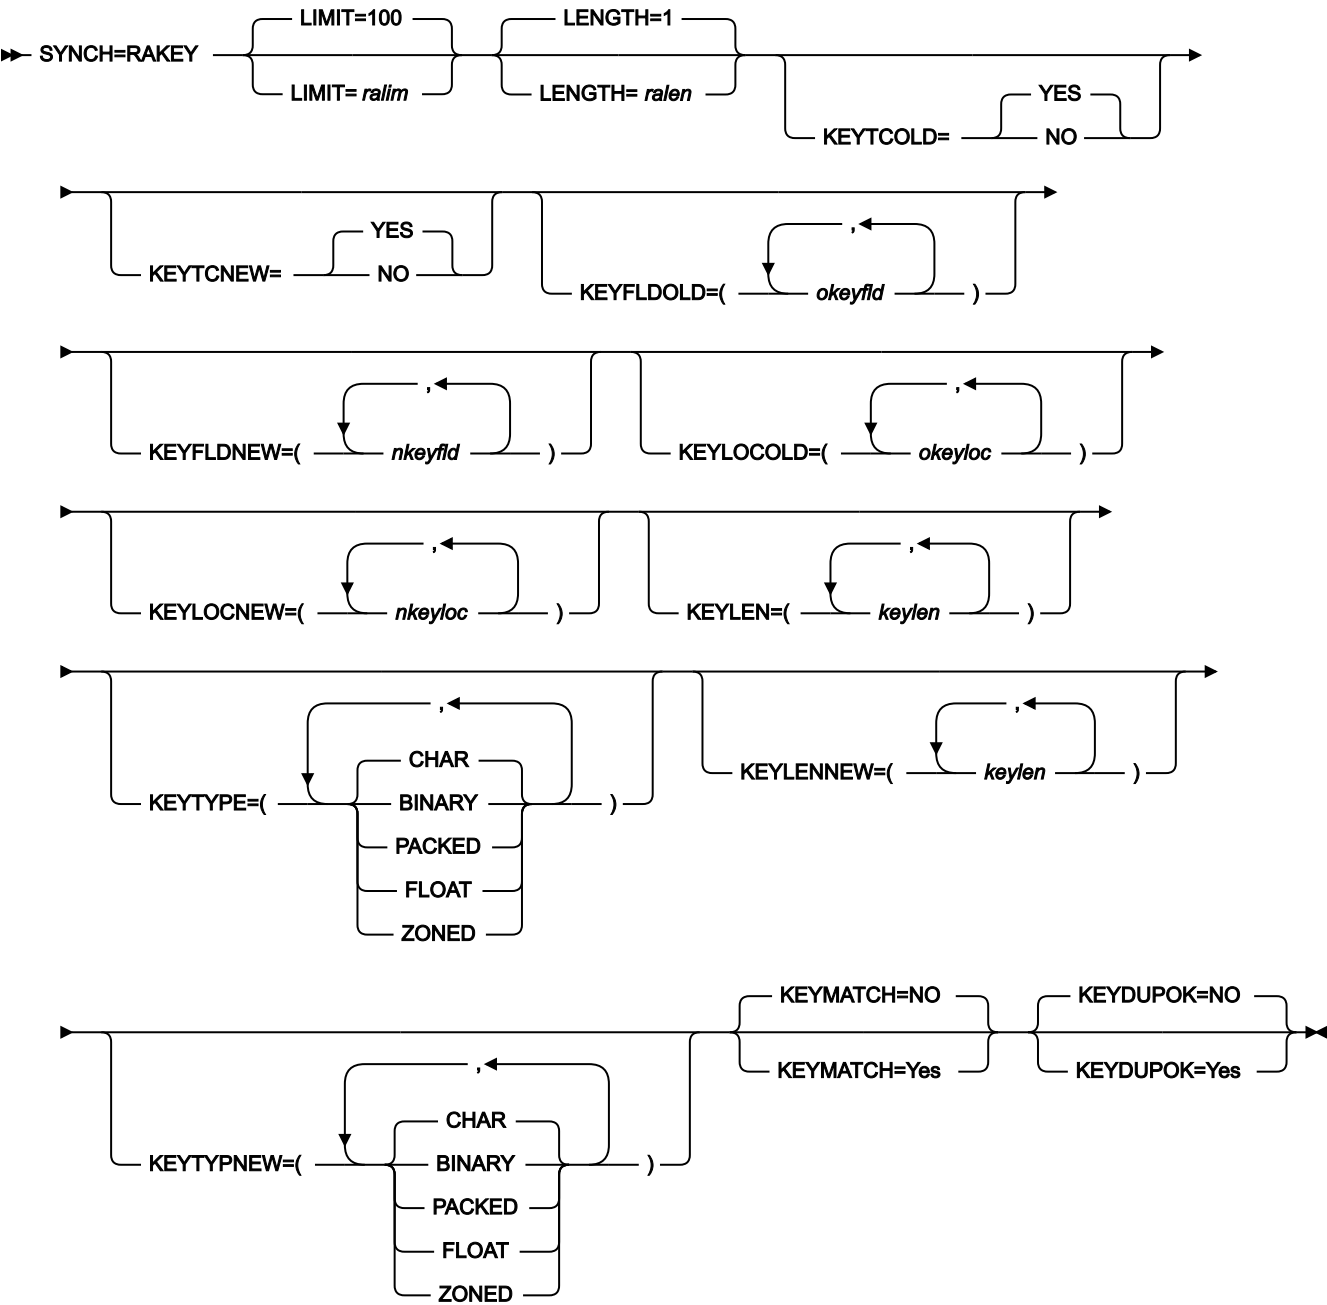 LIMIT=100 LENGTH=1
SYNCH=RAKEY
LIMIT= ralim LENGTH= ralen YES
KEYTCOLD= NO
YES ,
KEYTCNEW= NO
KEYFLDOLD=( okeyfld )
, ,
KEYFLDNEW=( nkeyfld ) KEYLOCOLD=( okeyloc )
, ,
KEYLOCNEW=( nkeyloc ) KEYLEN=( keylen )
, ,
CHAR
KEYLENNEW=( keylen )
KEYTYPE=( BINARY )
PACKED
FLOAT
ZONED
KEYMATCH=NO KEYDUPOK=NO
, KEYMATCH=Yes KEYDUPOK=Yes
CHAR
KEYTYPNEW=( BINARY )
PACKED
FLOAT
ZONED